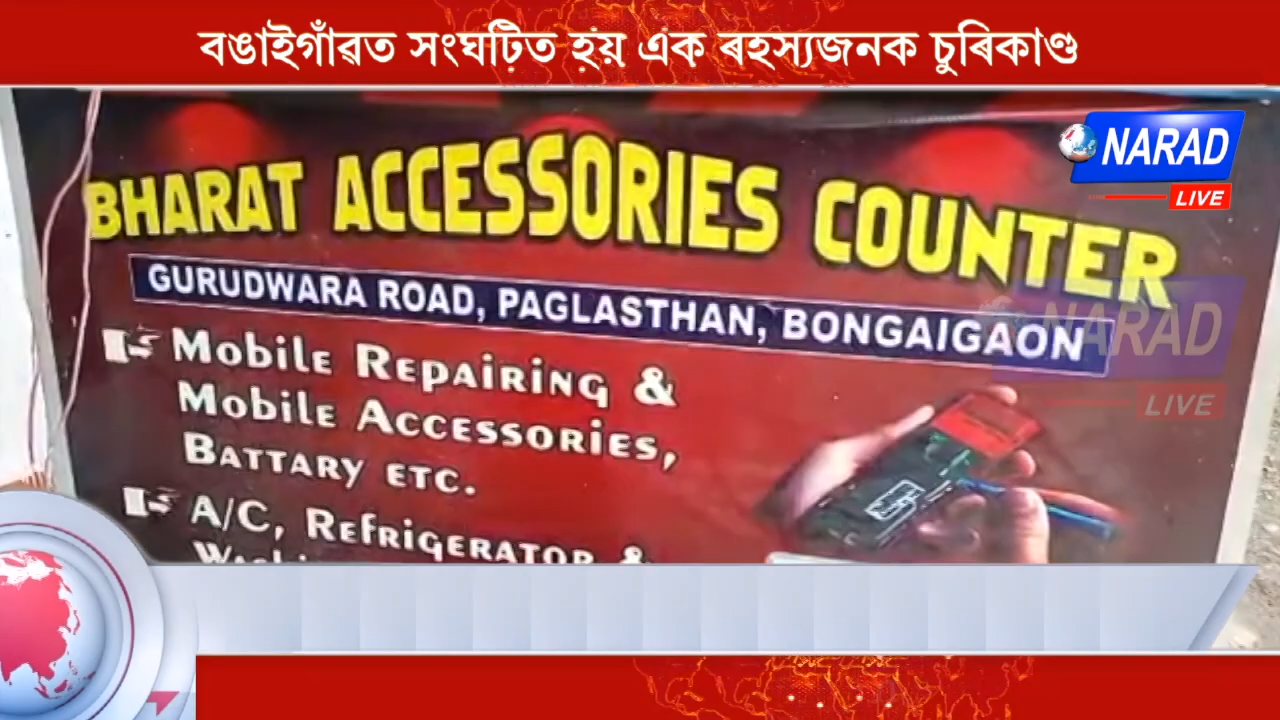 বঙাইগাঁৱত সংঘটিত হয় এক ৰহস্যজনক চুৰিকাণ্ড
NARAD
LIVE
BHARAT ACCESSORIES COUNTER
GURUDWARA ROAD, PAGLASTHAN, BONGAIGAON
NARAD
LIVE
Mobile Repairing &
Mobile Accessories,
Battary etc.
A/C, Refrigerator &